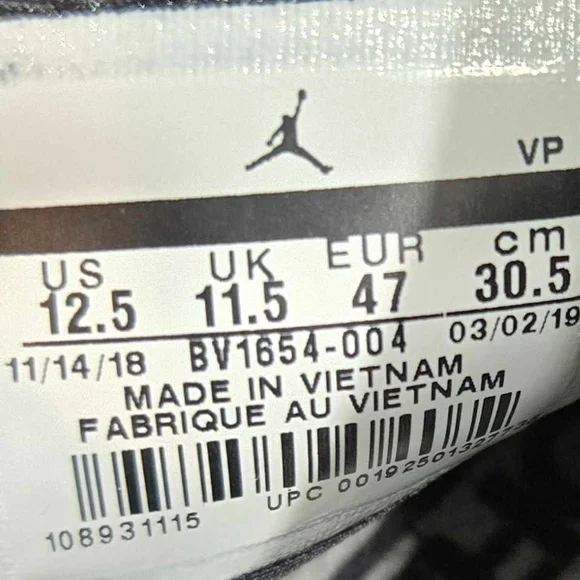 VP
US UK EUR cm
12.5 11.5 47 30.5
11/14/18 BV1654-004 03/02/19
MADE IN VIETNAM
FABRIQUE AU VIETNAM
108931115 UPC